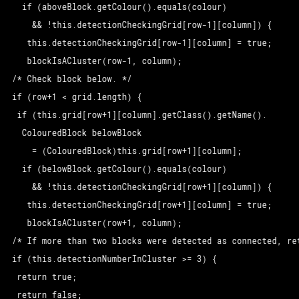 if (aboveBlock.getColour().equals(colour)
&& !this.detectionCheckingGrid[row-1][column]) {
this.detectionCheckingGrid[row-1][column] = true;
blockIsACluster(row-1, column);
/* Check block below. */
if (row+1 < grid.length) {
if (this.grid[row+1][column].getClass().getName().
ColouredBlock belowBlock
= (ColouredBlock)this.grid[row+1][column];
if (belowBlock.getColour().equals(colour)
&& !this.detectionCheckingGrid[row+1][column]) {
this.detectionCheckingGrid[row+1][column] = true;
blockIsACluster(row+1, column);
/* If more than two blocks were detected as connected, ret
if (this.detectionNumberInCluster >= 3) {
return true;
return false;